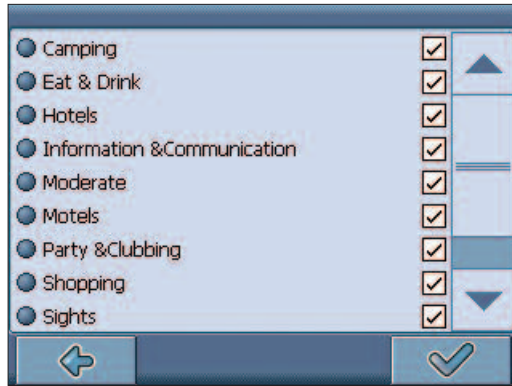 Camping
Eat & Drink
Hotels
Information &Communication
Moderate
Motels
Party &Clubbing
Shopping
Sights